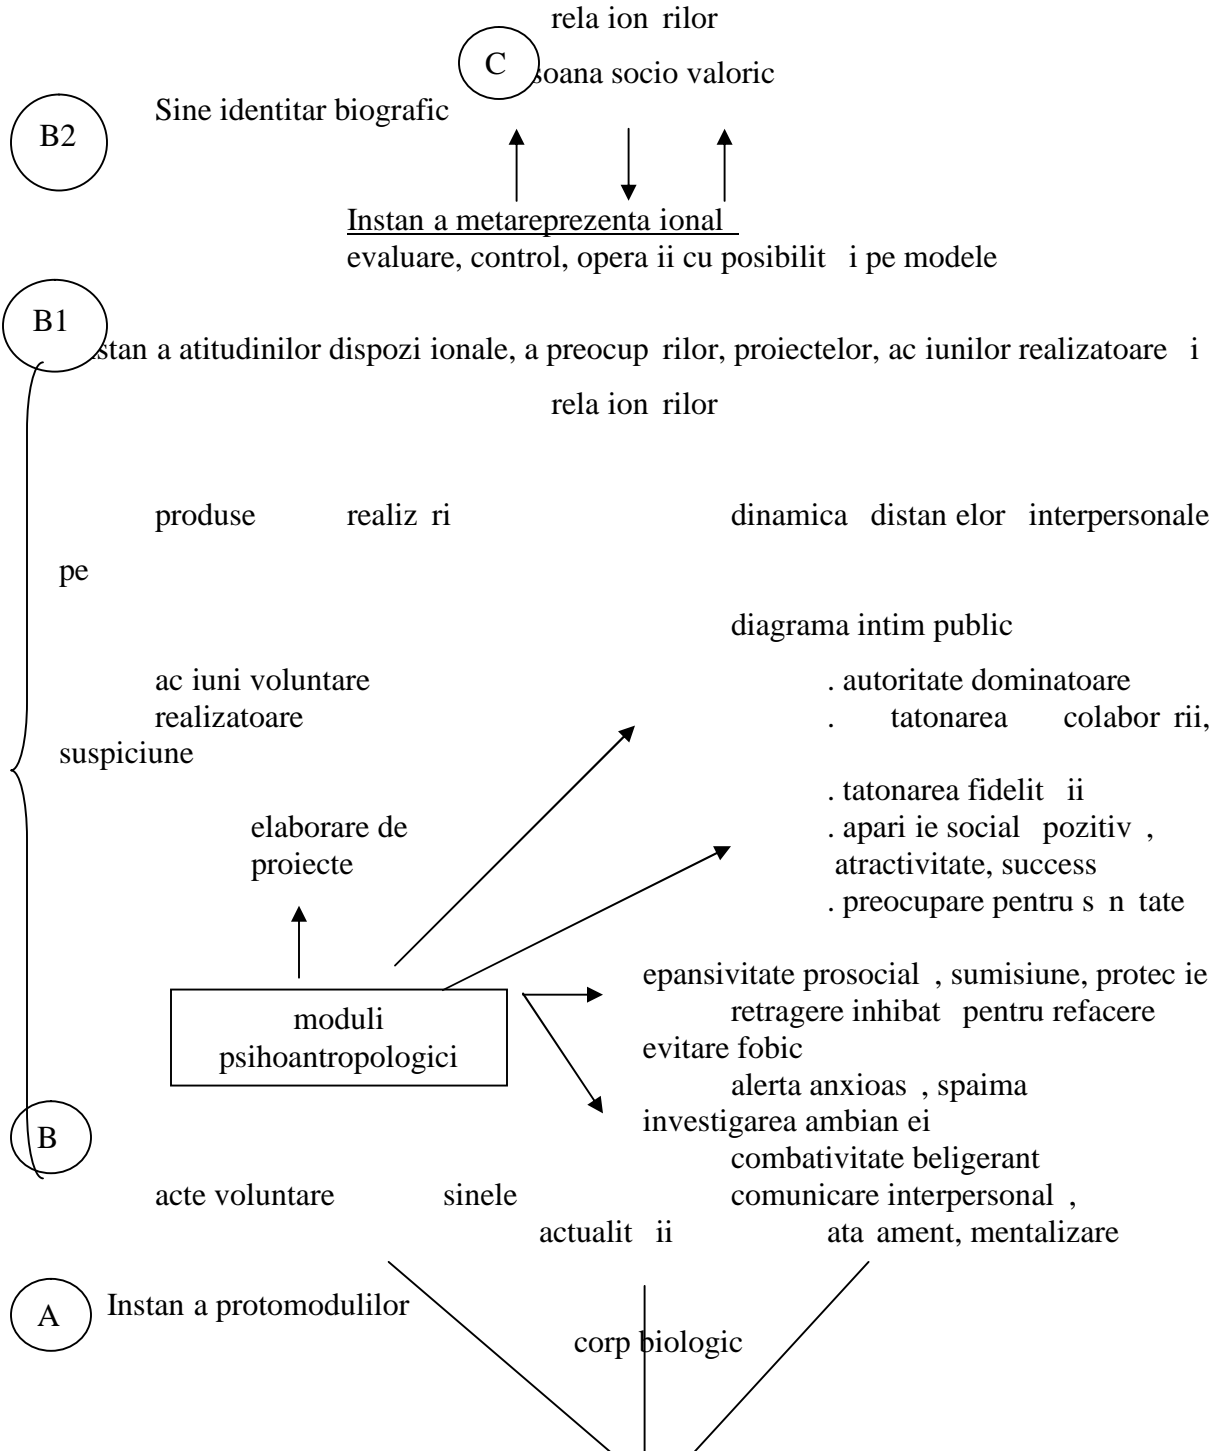 rela ion rilor
C
soana socio valoric
Sine identitar biografic
B2
Instan a metareprezenta ional
evaluare, control, opera ii cu posibilit i pe modele
B1
stan a atitudinilor dispozi ionale, a preocup rilor, proiectelor, ac iunilor realizatoare i
rela ion rilor
produse realiz ri dinamica distan elor interpersonale
pe
diagrama intim public
ac iuni voluntare . autoritate dominatoare
realizatoare . tatonarea colabor rii,
suspiciune
. tatonarea fidelit ii
elaborare de . apari ie social pozitiv ,
proiecte atractivitate, success
. preocupare pentru s n tate
epansivitate prosocial , sumisiune, protec ie
moduli retragere inhibat pentru refacere
psihoantropologici evitare fobic
alerta anxioas , spaima
investigarea ambian ei
B
combativitate beligerant
acte voluntare sinele comunicare interpersonal ,
actualit ii ata ament, mentalizare
A
Instan a protomodulilor
corp biologic